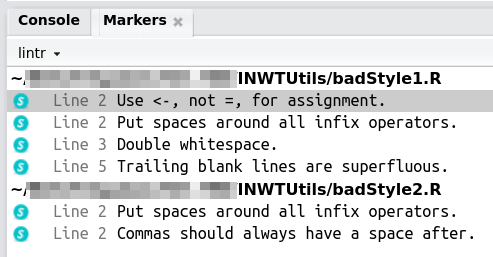 Console Markers
lintr
~/ INWTUtils/badStyle1.R
S Line 2 Use <-, not =, for assignment.
S Line 2 Put spaces around all infix operators.
S Line 3 Double whitespace.
S Line 5 Trailing blank lines are superfluous.
~/ INWTUtils/badStyle2.R
S Line 2 Put spaces around all infix operators.
S Line 2 Commas should always have a space after.